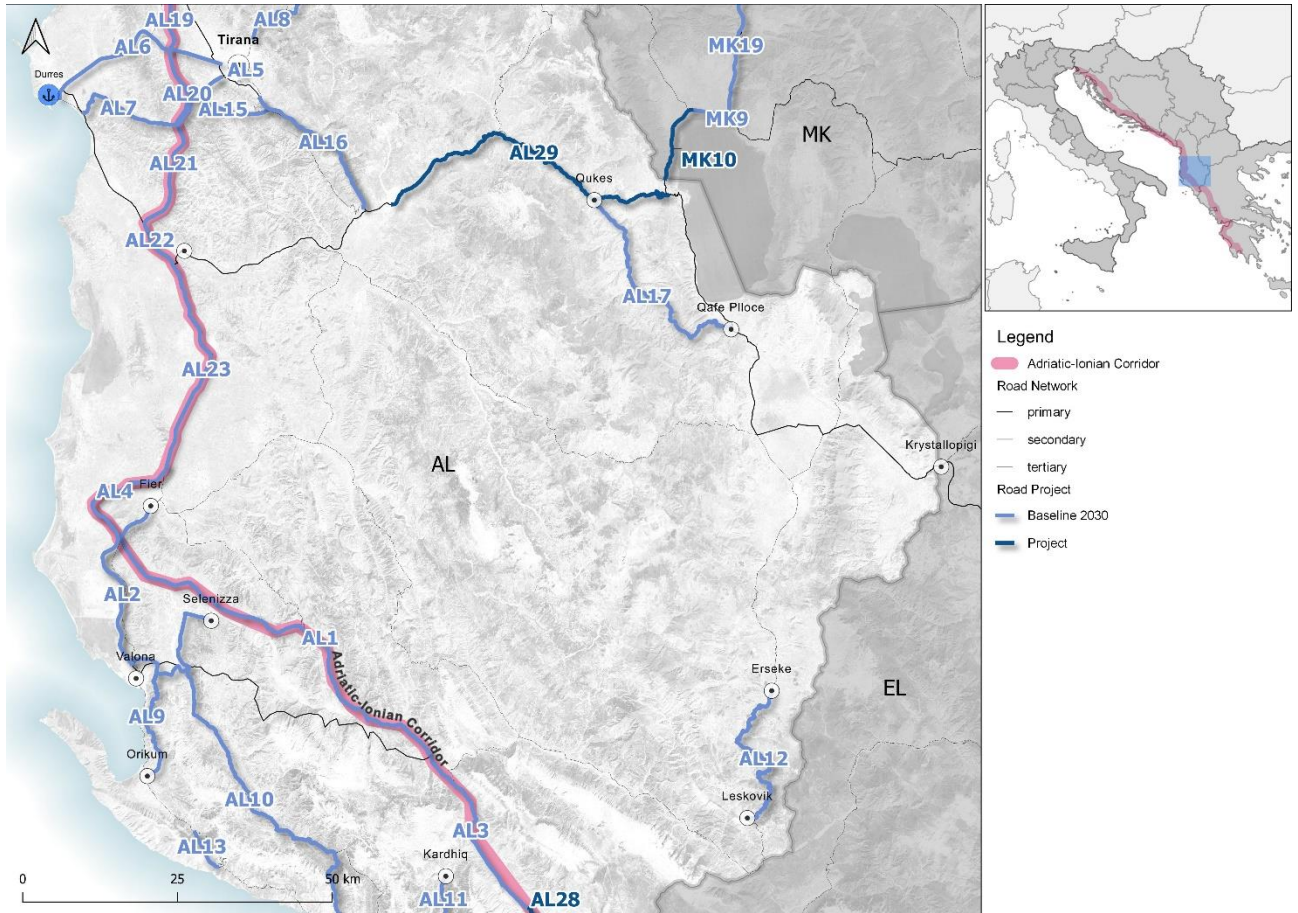 AL19
AL8
Tirana
AL6
MK19
Durres
AL5
AL20
AL7
AL15
MK9
AL16
MK
AL21
AL29
MK10
Qukes
AL22
AL17
Qafe Plloce
AL23
Krystallopigi
AL
Fier
AL4
AL2
Selenizza
AL1
Adriatic-Ionian Corridor
Valona
Erseke
EL
AL9
Orikum
AL12
AL10
Leskovik
AL13
AL3
Kardhiq
AL11
AL28
0 25 50 km
Legend
Adriatic-Ionian Corridor
Road Network
primary
secondary
tertiary
Road Project
Baseline 2030
Project